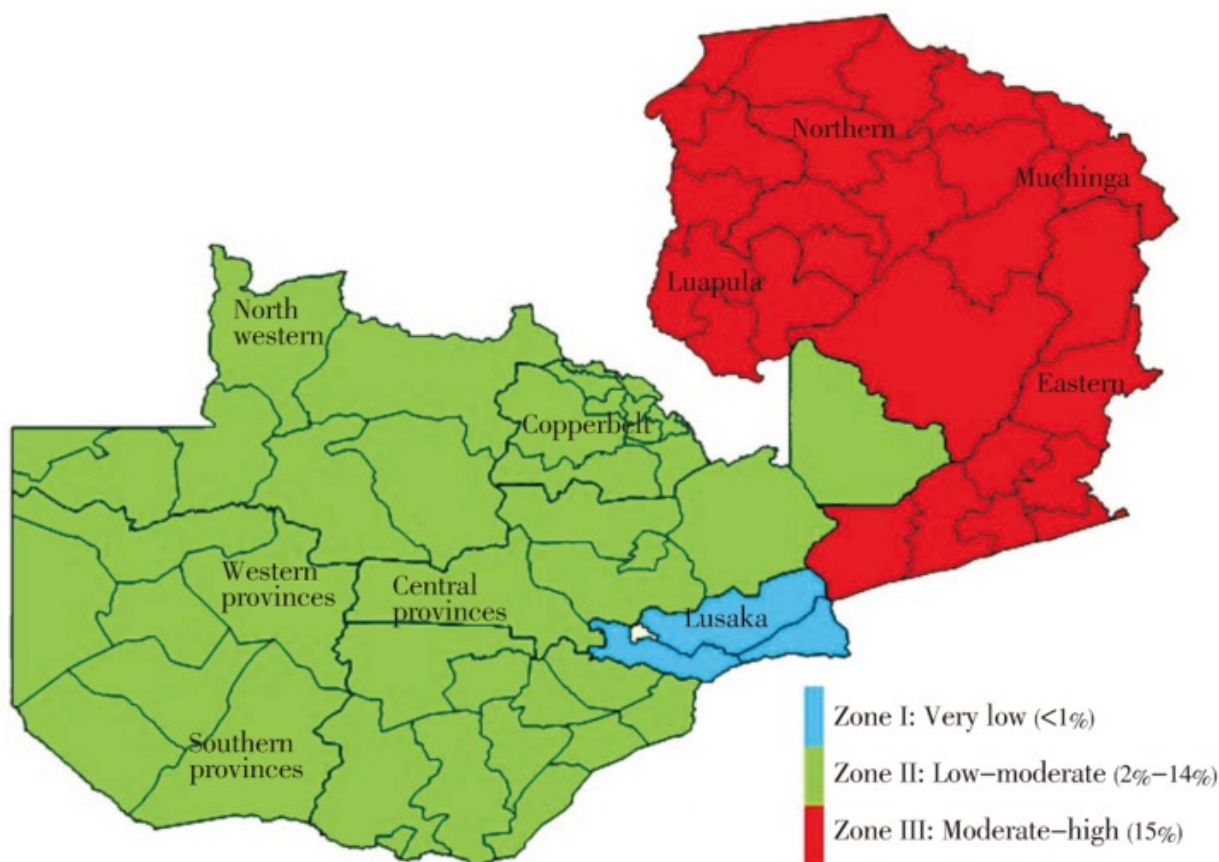 Northern
Muchinga
Luapula
North
western
Eastern
Copperbelt
Western
provinces
Central
provinces
Lusaka
Southern
provinces
Zone I: Very low (<1%)
Zone II: Low–moderate (2%–14%)
Zone III: Moderate–high (15%)